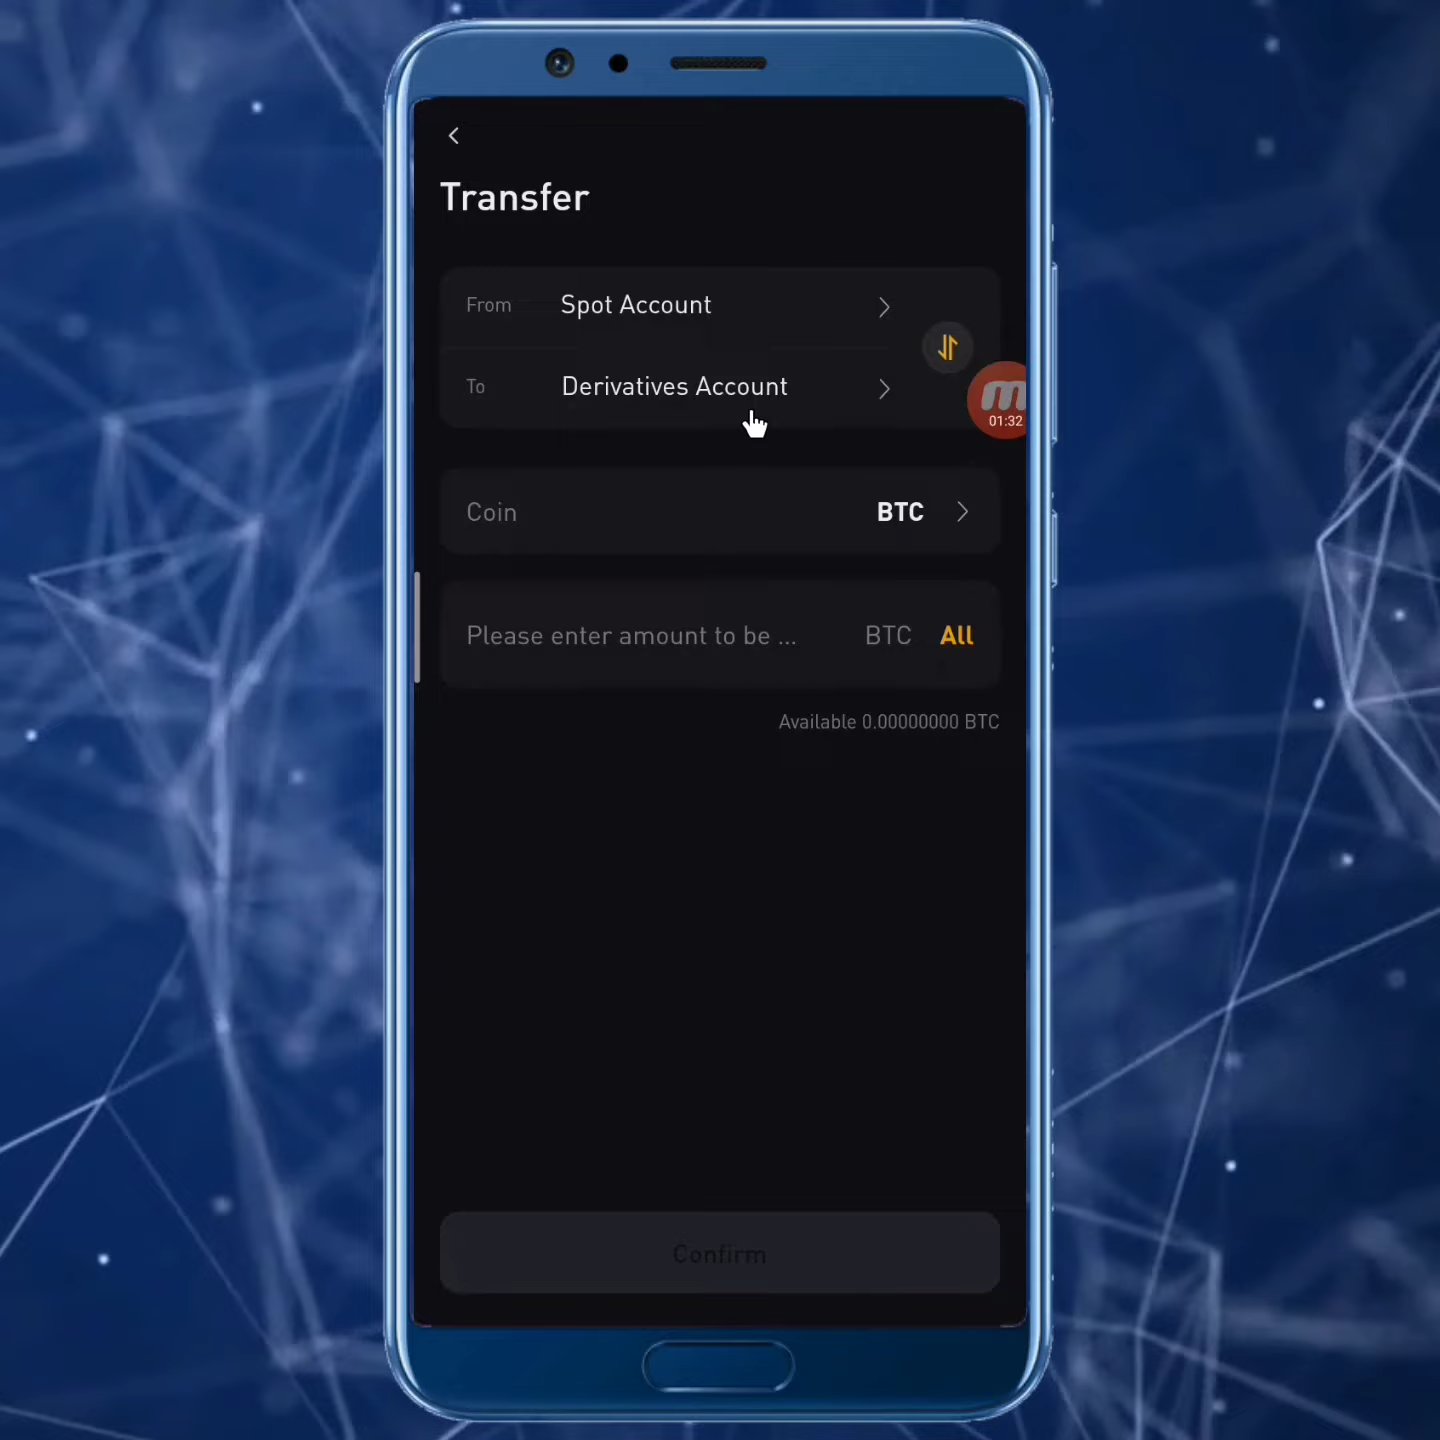 Transfer
From Spot Account
To Derivatives Account
m
01:32
Coin BTC
Please enter amount to be ... BTC All
Available 0.00000000 BTC
Confirm